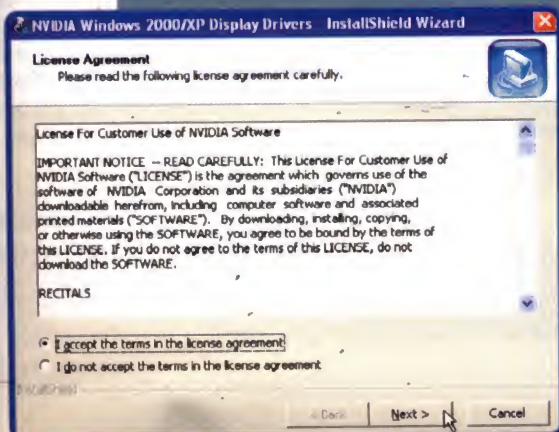 NVIDIA Windows 2000/XP Display Drivers InstallShield Wizard
License Agreement
Please read the following license agreement carefully.
License For Customer Use of NVIDIA Software
IMPORTANT NOTICE -- READ CAREFULLY: This License For Customer Use of
NVIDIA Software ("LICENSE") is the agreement which governs use of the
software of NVIDIA Corporation and its subsidiaries ("NVIDIA")
downloadable herefrom, including computer software and associated
printed materials ("SOFTWARE"). By downloading, installing, copying,
or otherwise using the SOFTWARE, you agree to be bound by the terms of
this LICENSE. If you do not agree to the terms of this LICENSE, do not
download the SOFTWARE.
RECITALS
I accept the terms in the license agreement
I do not accept the terms in the license agreement
InstallShield
< Back Next > Cancel